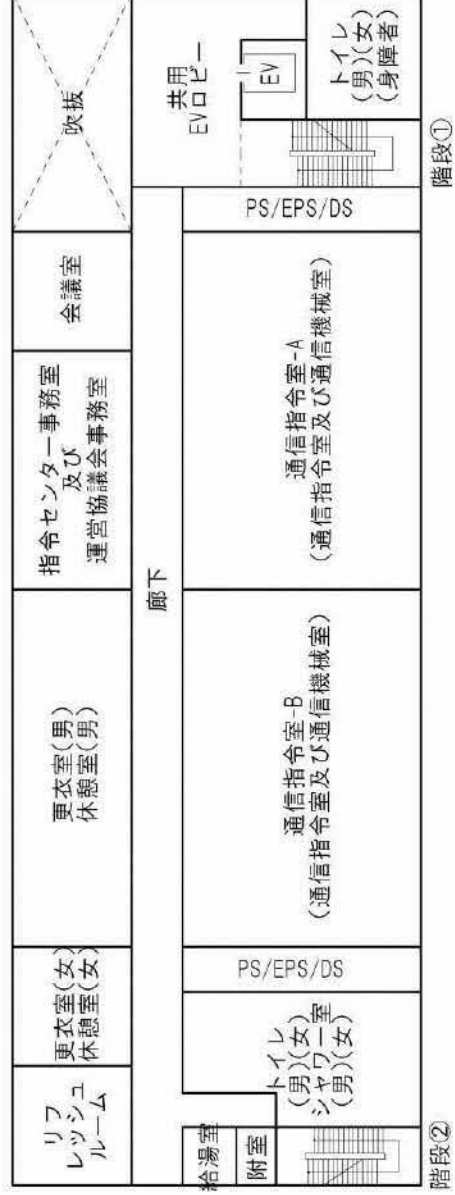 リフ
レッシュ
ルーム
更衣室(女)
休憩室(女)
更衣室(男)
休憩室(男)
指令センター事務室
及び
運営協議会事務室
会議室
吹抜
廊下
共用
EVロビー
EV
トイレ
(男)(女)
(身障者)
給湯室
附室
トイレ
(男)(女)
シャワー室
(男)(女)
PS/EPS/DS
通信指令室-B
(通信指令室及び通信機械室)
通信指令室-A
(通信指令室及び通信機械室)
PS/EPS/DS
階段②
階段①